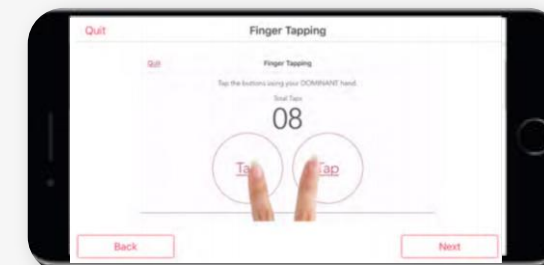 Quit Finger Tapping
Quit Finger Tapping
Tap the buttons using your DOMINANT hand.
Total Taps
08
Tap Tap
Back Next